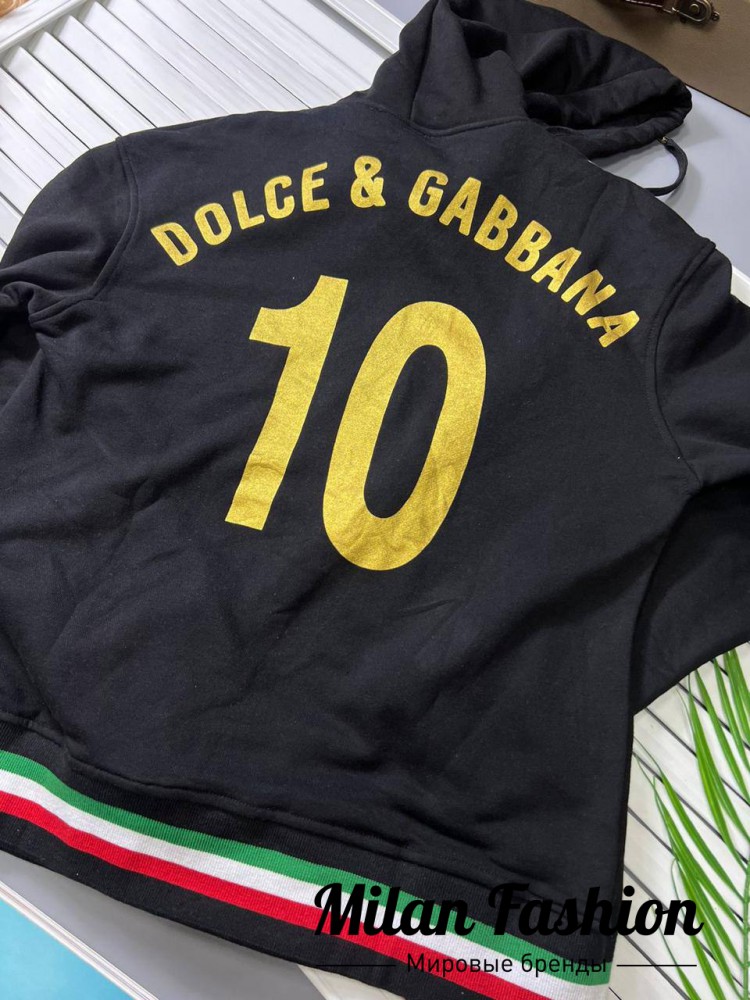 DOLCE & GABBANA
10
Milan Fashion
Мировые бренды